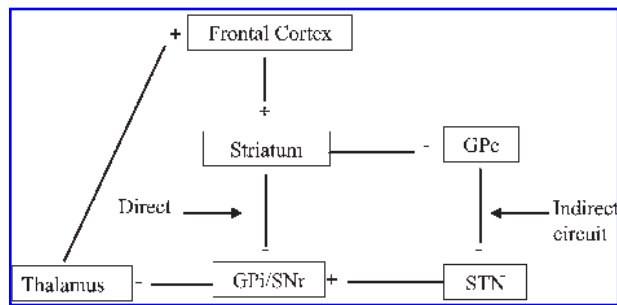 + Frontal Cortex
+
Striatum - GPe
Direct
Indirect
circuit
- -
Thalamus - GPi/SNr + STN